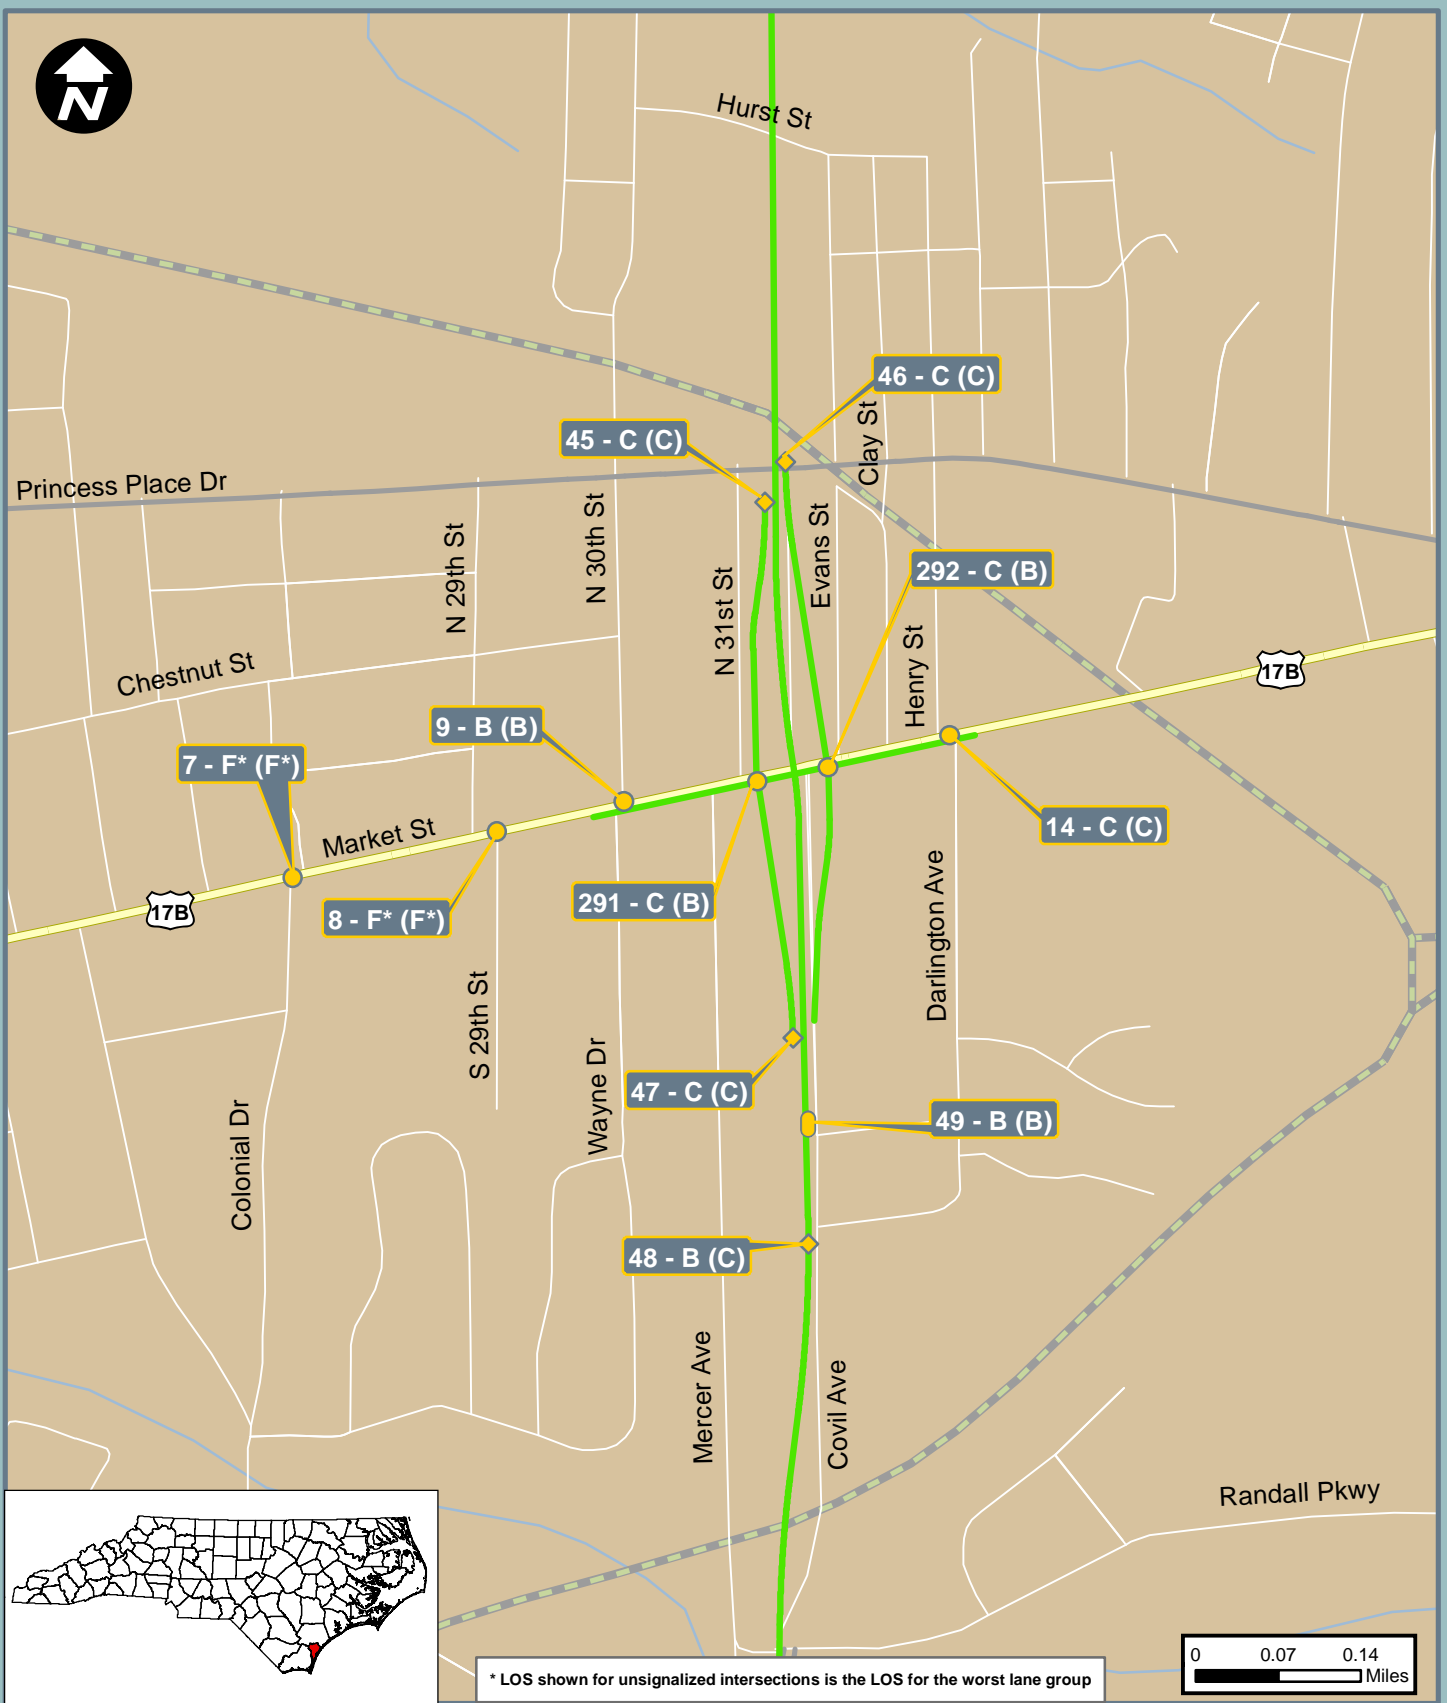 N
Hurst St
46 - C (C)
45 - C (C)
Clay St
Princess Place Dr
N 29th St
N 30th St
N 31st St
Evans St
292 - C (B)
Henry St
Chestnut St
17B
9 - B (B)
7 - F* (F*)
Market St
14 - C (C)
17B
8 - F* (F*)
291 - C (B)
Darlington Ave
S 29th St
Wayne Dr
47 - C (C)
49 - B (B)
Colonial Dr
48 - B (C)
Mercer Ave
Covil Ave
Randall Pkwy
0 0.07 0.14
Miles
* LOS shown for unsignalized intersections is the LOS for the worst lane group